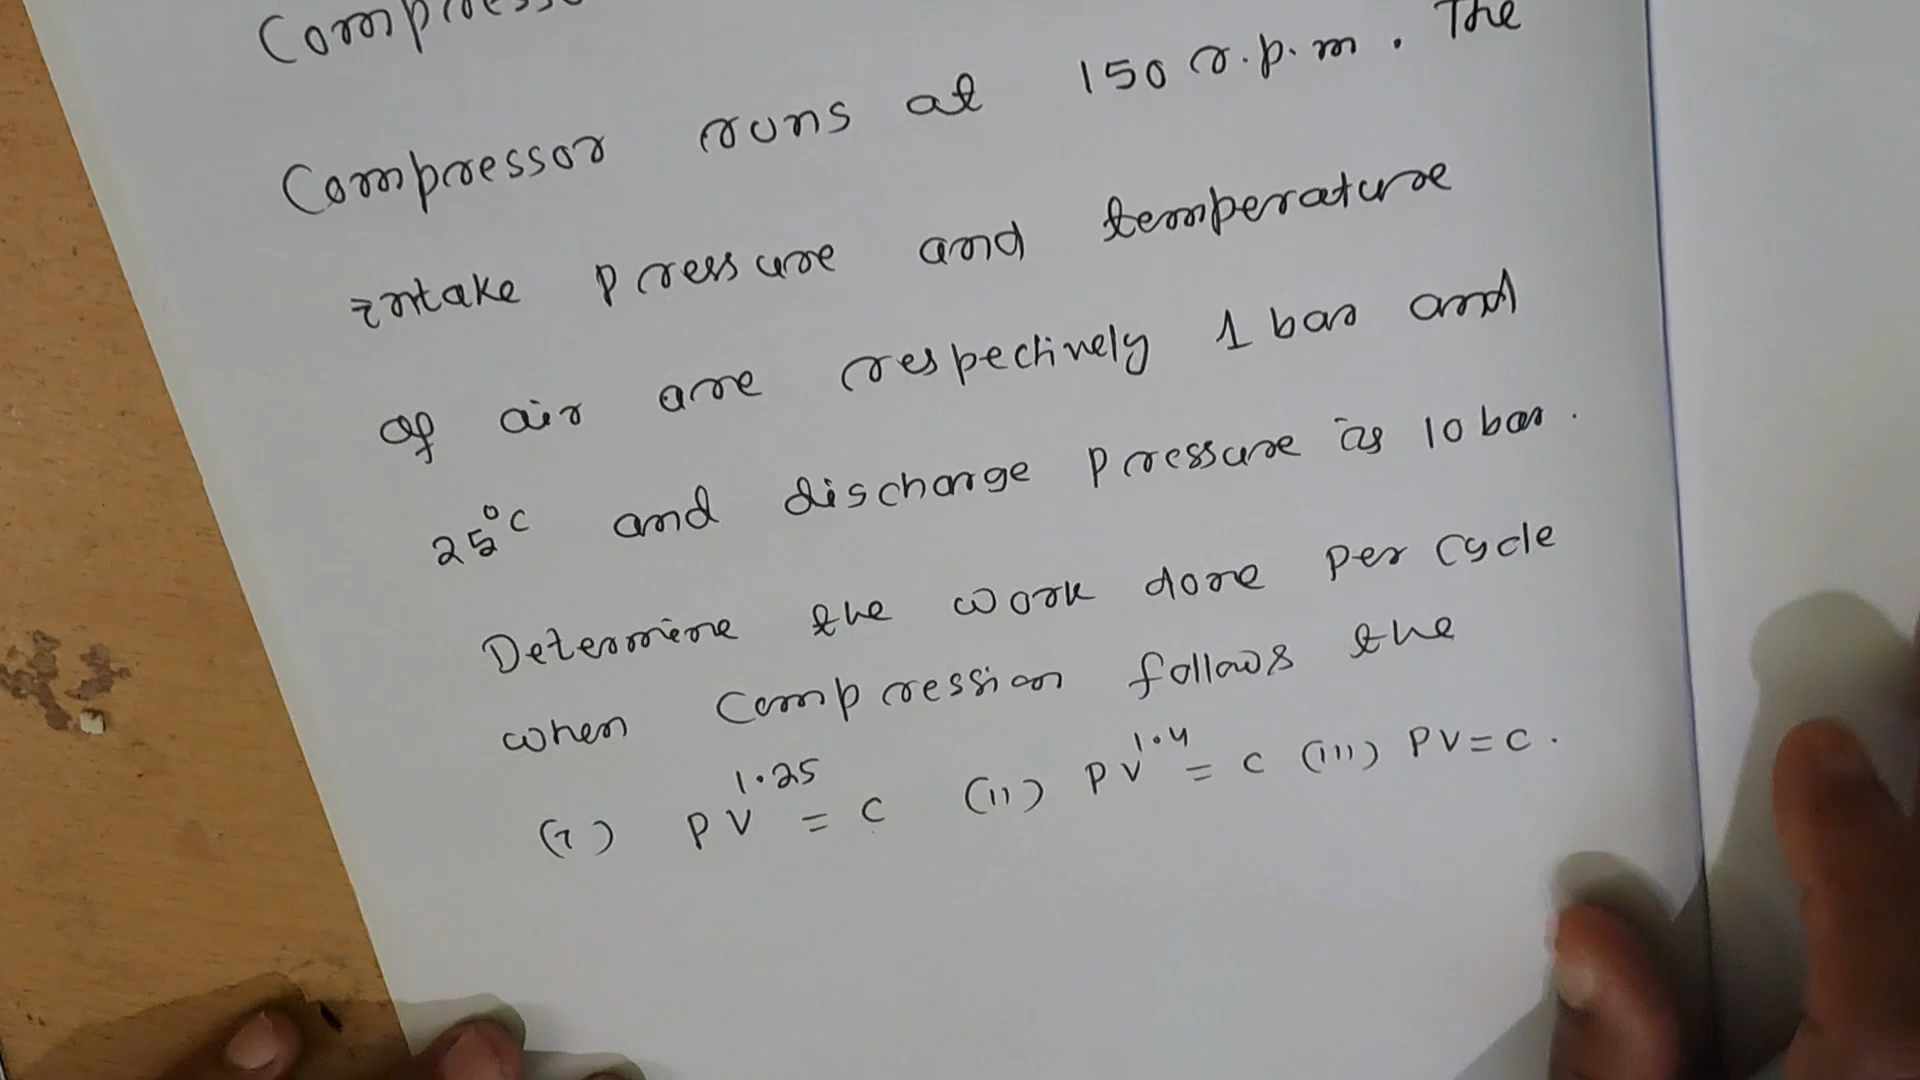 Compressor runs at 150 r.p.m. The
intake Pressure and temperature
of air are respectively 1 bar and
25°C and discharge Pressure is 10 bar.
Determine the work done per cycle
when Compression follows the
(i) PV^1.25 = C (ii) PV^1.4 = C (iii) PV=C.